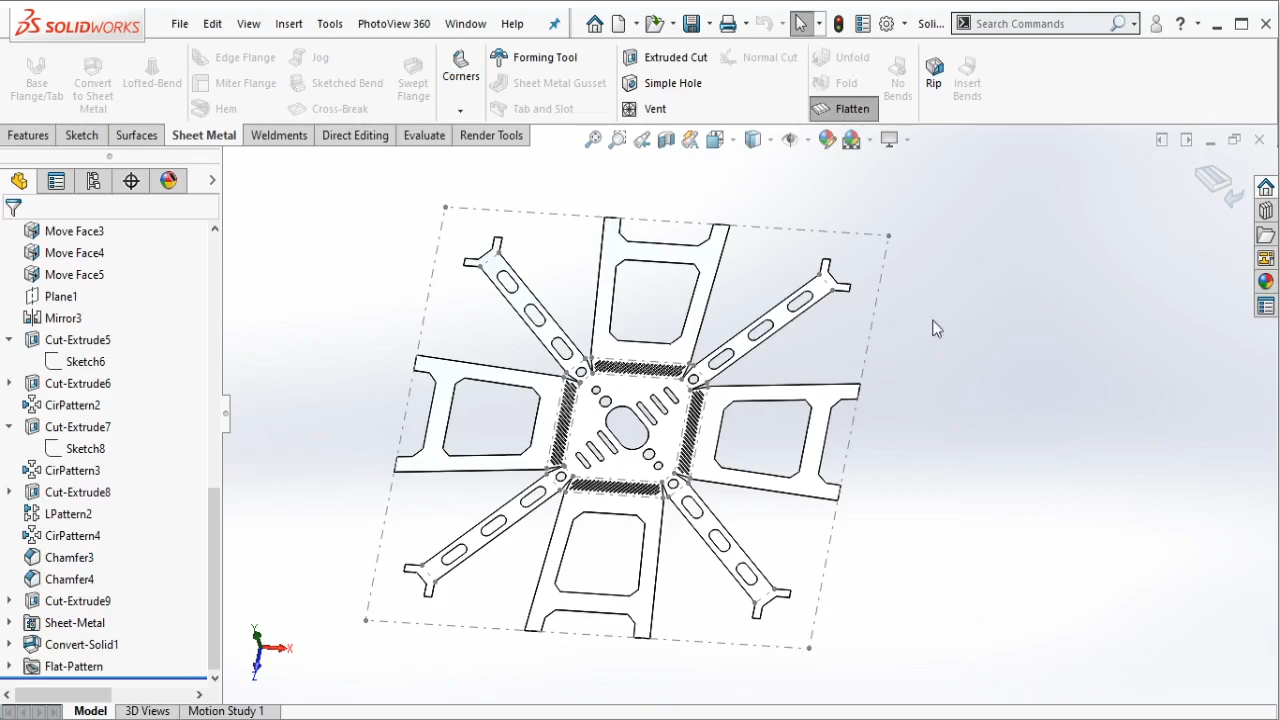 SOLIDWORKS
File Edit View Insert Tools PhotoView 360 Window Help
Soli...
Search Commands
Base Flange/Tab
Convert to Sheet Metal
Lofted-Bend
Edge Flange
Miter Flange
Hem
Jog
Sketched Bend
Cross-Break
Swept Flange
Corners
Forming Tool
Sheet Metal Gusset
Tab and Slot
Extruded Cut
Simple Hole
Vent
Normal Cut
Unfold
Fold
Flatten
No Bends
Rip
Insert Bends
Features Sketch Surfaces Sheet Metal Weldments Direct Editing Evaluate Render Tools
Move Face3
Move Face4
Move Face5
Plane1
Mirror3
Cut-Extrude5
Sketch6
Cut-Extrude6
CirPattern2
Cut-Extrude7
Sketch8
CirPattern3
Cut-Extrude8
LPattern2
CirPattern4
Chamfer3
Chamfer4
Cut-Extrude9
Sheet-Metal
Convert-Solid1
Flat-Pattern
Y
X
Z
Model 3D Views Motion Study 1